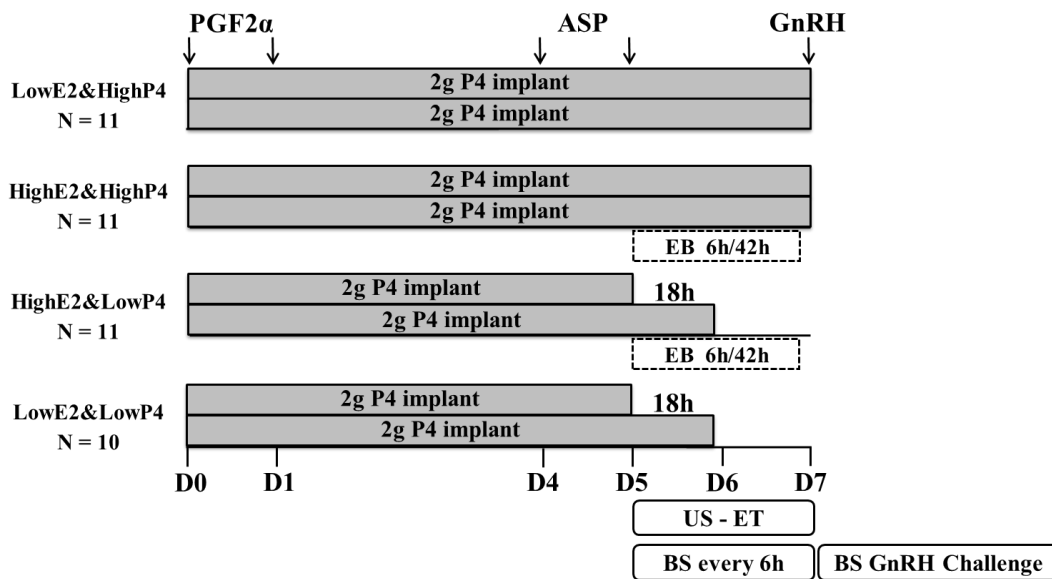 PGF2α ASP GnRH
LowE2&HighP4
N = 11
2g P4 implant
2g P4 implant
HighE2&HighP4
N = 11
2g P4 implant
2g P4 implant
EB 6h/42h
HighE2&LowP4
N = 11
2g P4 implant 18h
2g P4 implant
EB 6h/42h
LowE2&LowP4
N = 10
2g P4 implant 18h
2g P4 implant
D0 D1 D4 D5 D6 D7
US - ET
BS every 6h BS GnRH Challenge